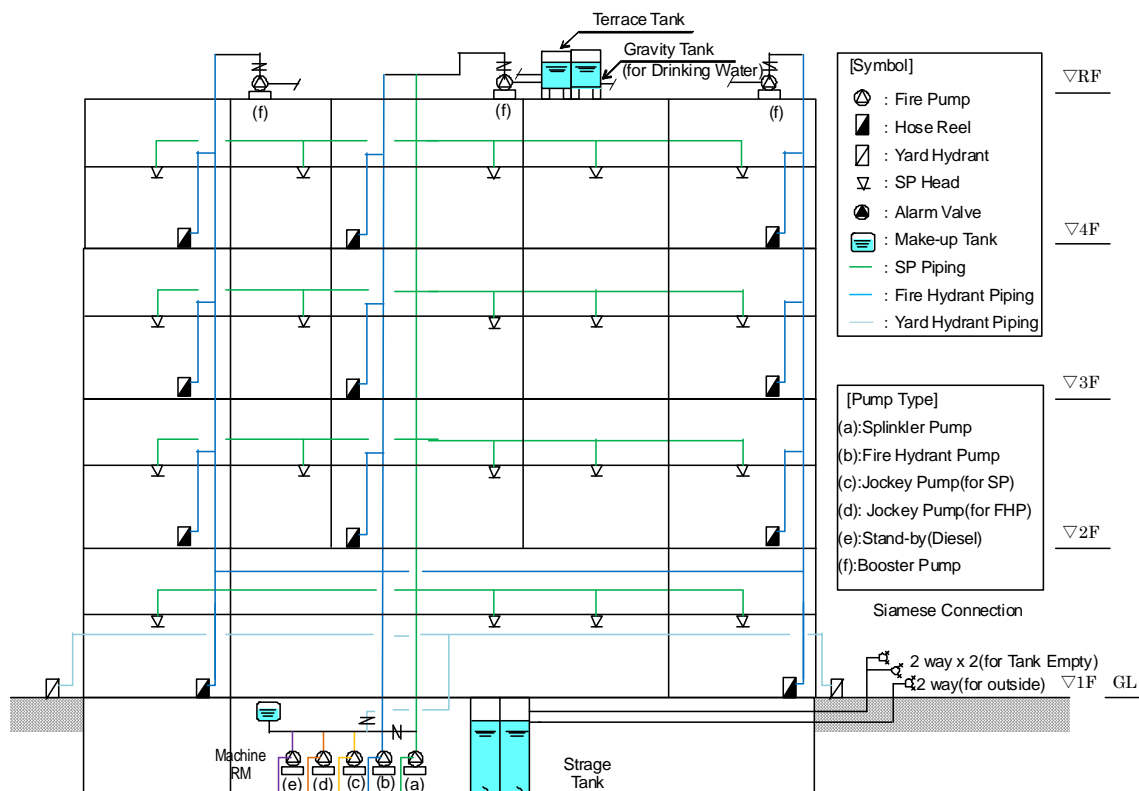 Terrace Tank
Gravity Tank
(for Drinking Water)
(f)
(f)
(f)
[Symbol]
: Fire Pump
: Hose Reel
: Yard Hydrant
: SP Head
: Alarm Valve
: Make-up Tank
: SP Piping
: Fire Hydrant Piping
: Yard Hydrant Piping
▽RF
▽4F
▽3F
[Pump Type]
(a):Splinkler Pump
(b):Fire Hydrant Pump
(c):Jockey Pump(for SP)
(d): Jockey Pump(for FHP)
(e):Stand-by(Diesel)
(f):Booster Pump
▽2F
Siamese Connection
2 way x 2(for Tank Empty)
2 way(for outside)
▽1F GL
Machine
RM
(e)
(d)
(c)
(b)
(a)
Strage
Tank